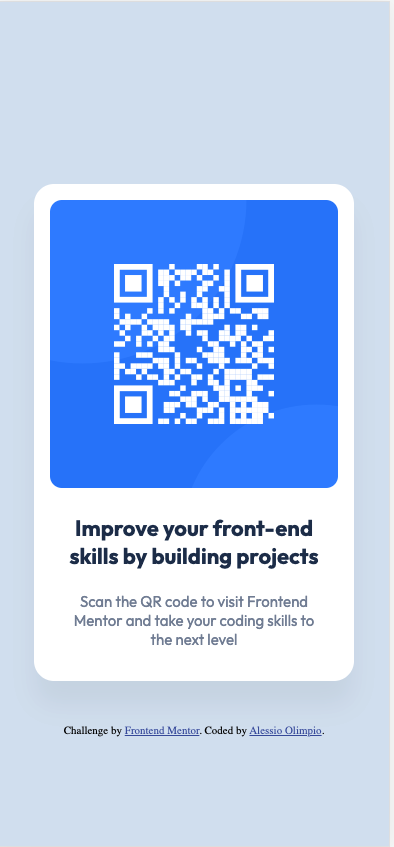 Improve your front-end
skills by building projects
Scan the QR code to visit Frontend
Mentor and take your coding skills to
the next level
Challenge by Frontend Mentor. Coded by Alessio Olimpio.